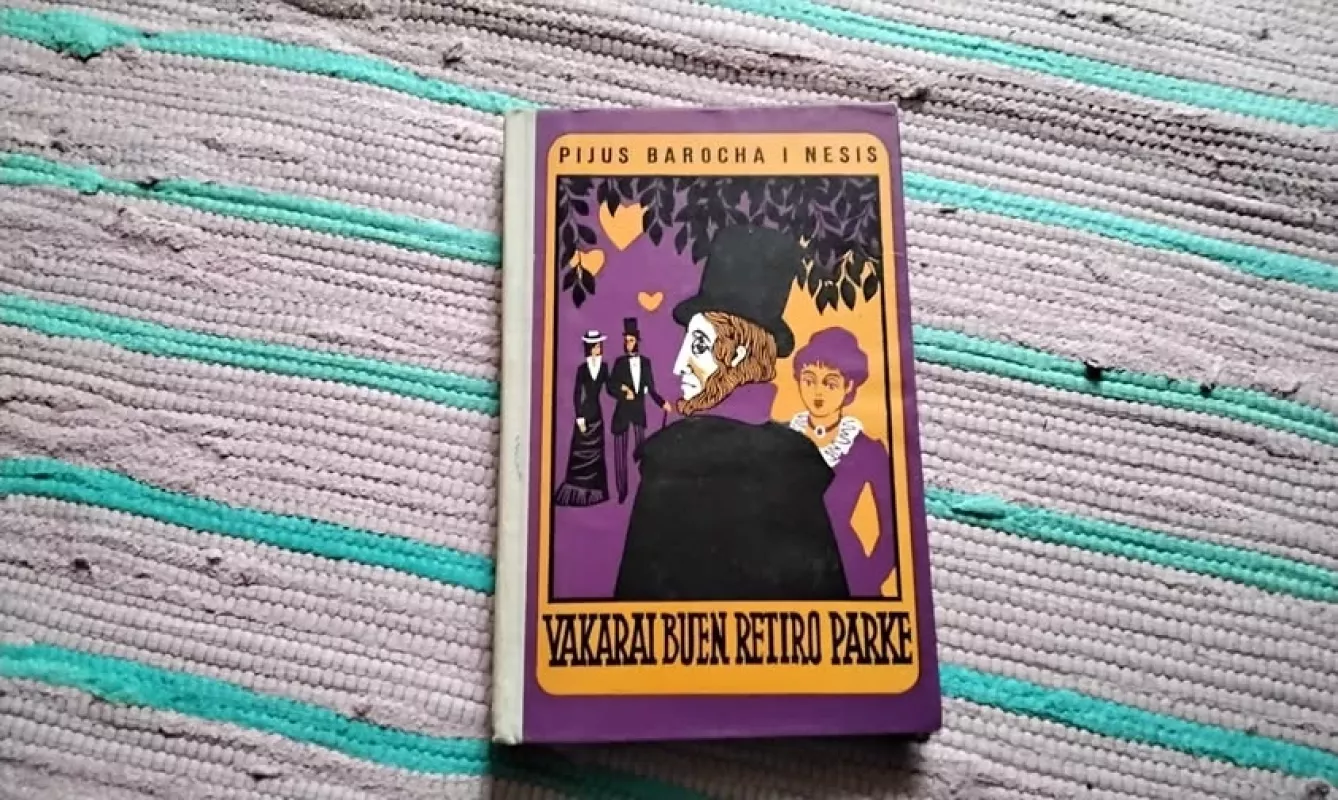 PIJUS BAROCHA I NESIS
VAKARAI BUEN RETIRO PARKE